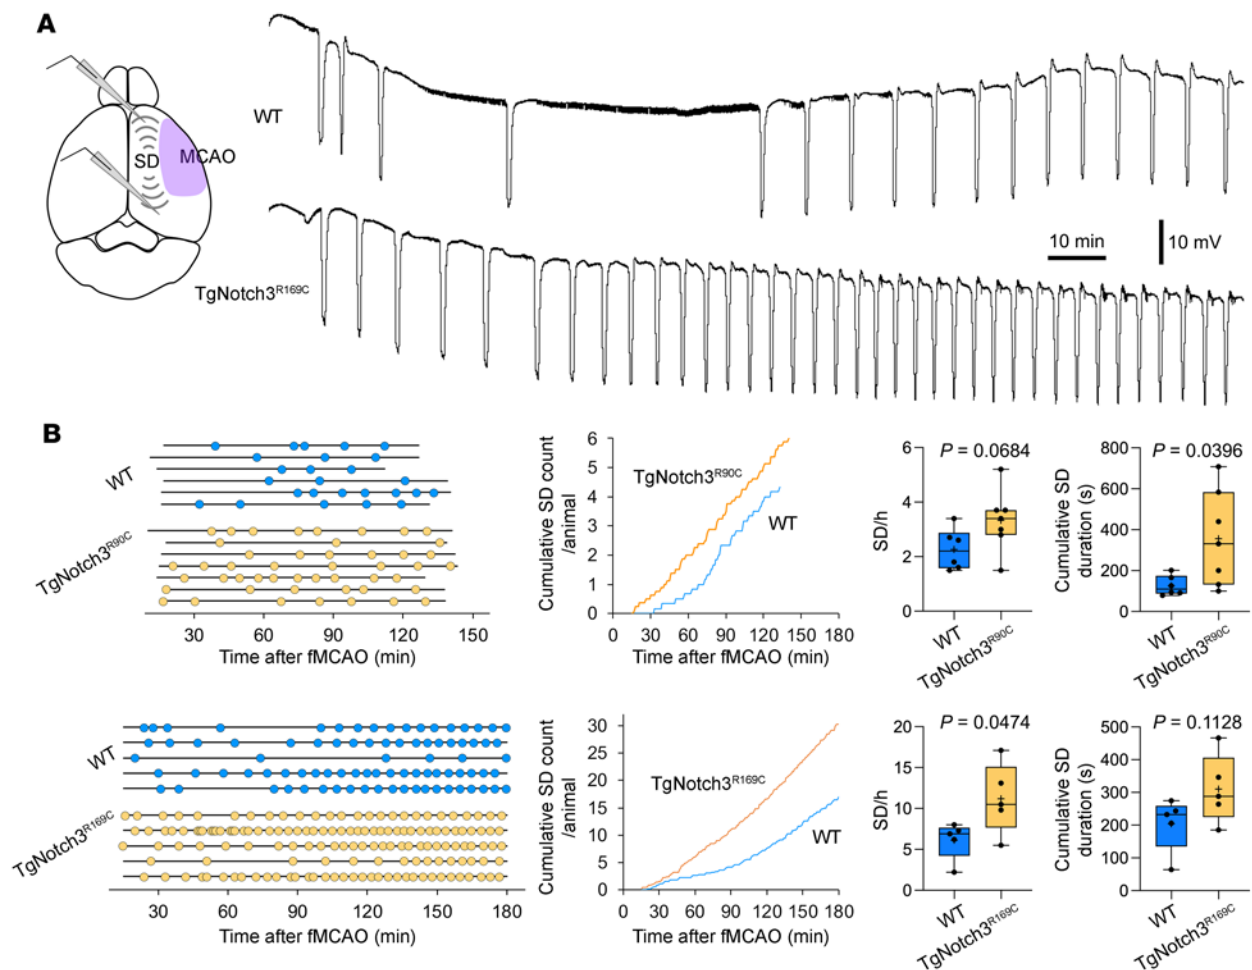 A
WT
SD
MCAO
10 min
10 mV
TgNotch3R169C
B
WT
TgNotch3R90C
30 60 90 120 150
Time after fMCAO (min)
Cumulative SD count
/animal
6
5
4
3
2
1
0
TgNotch3R90C
WT
0 30 60 90 120 150 180
Time after fMCAO (min)
SD/h
6
4
2
0
P = 0.0684
WT
TgNotch3R90C
Cumulative SD
duration (s)
800
600
400
200
0
P = 0.0396
WT
TgNotch3R90C
WT
TgNotch3R169C
30 60 90 120 150 180
Time after fMCAO (min)
Cumulative SD count
/animal
30
25
20
15
10
5
0
TgNotch3R169C
WT
0 30 60 90 120 150 180
Time after fMCAO (min)
SD/h
20
15
10
5
0
P = 0.0474
WT
TgNotch3R169C
Cumulative SD
duration (s)
500
400
300
200
100
0
P = 0.1128
WT
TgNotch3R169C